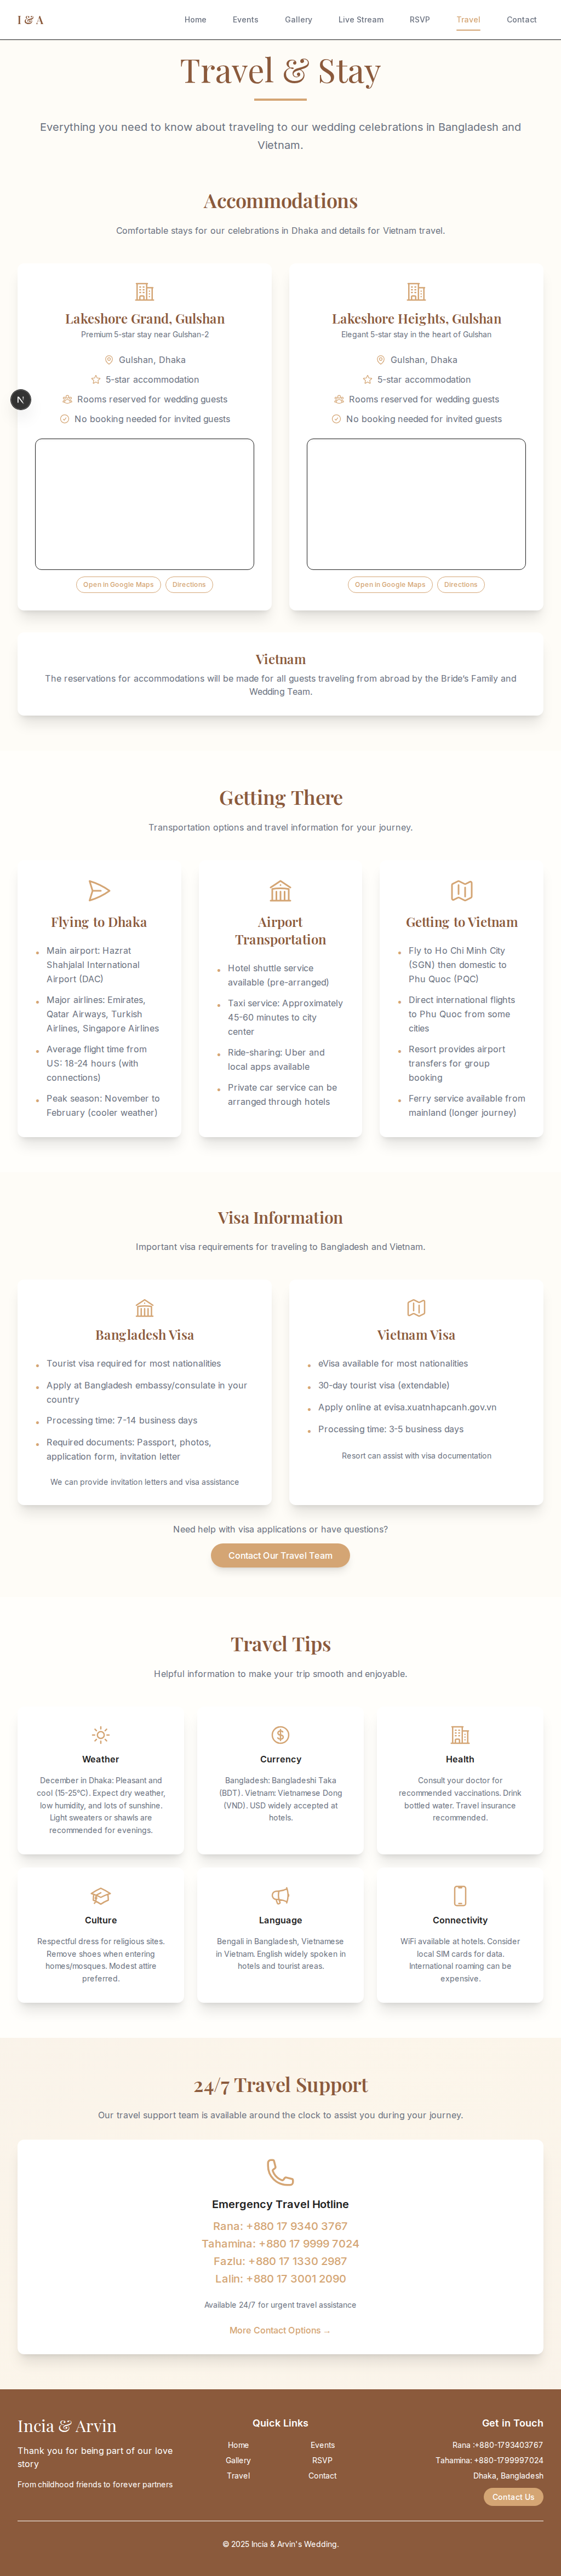 I & A
Home
Events
Gallery
Live Stream
RSVP
Travel
Contact
Travel & Stay
Everything you need to know about traveling to our wedding celebrations in Bangladesh and
Vietnam.
Accommodations
Comfortable stays for our celebrations in Dhaka and details for Vietnam travel.
Lakeshore Grand, Gulshan
Premium 5-star stay near Gulshan-2
Gulshan, Dhaka
5-star accommodation
Rooms reserved for wedding guests
No booking needed for invited guests
Open in Google Maps
Directions
Lakeshore Heights, Gulshan
Elegant 5-star stay in the heart of Gulshan
Gulshan, Dhaka
5-star accommodation
Rooms reserved for wedding guests
No booking needed for invited guests
Open in Google Maps
Directions
N
Vietnam
The reservations for accommodations will be made for all guests traveling from abroad by the Bride's Family and
Wedding Team.
Getting There
Transportation options and travel information for your journey.
Flying to Dhaka
Main airport: Hazrat
Shahjalal International
Airport (DAC)
Major airlines: Emirates,
Qatar Airways, Turkish
Airlines, Singapore Airlines
Average flight time from
US: 18-24 hours (with
connections)
Peak season: November to
February (cooler weather)
Airport
Transportation
Hotel shuttle service
available (pre-arranged)
Taxi service: Approximately
45-60 minutes to city
center
Ride-sharing: Uber and
local apps available
Private car service can be
arranged through hotels
Getting to Vietnam
Fly to Ho Chi Minh City
(SGN) then domestic to
Phu Quoc (PQC)
Direct international flights
to Phu Quoc from some
cities
Resort provides airport
transfers for group
booking
Ferry service available from
mainland (longer journey)
Visa Information
Important visa requirements for traveling to Bangladesh and Vietnam.
Bangladesh Visa
Tourist visa required for most nationalities
Apply at Bangladesh embassy/consulate in your
country
Processing time: 7-14 business days
Required documents: Passport, photos,
application form, invitation letter
We can provide invitation letters and visa assistance
Vietnam Visa
eVisa available for most nationalities
30-day tourist visa (extendable)
Apply online at evisa.xuatnhapcanh.gov.vn
Processing time: 3-5 business days
Resort can assist with visa documentation
Need help with visa applications or have questions?
Contact Our Travel Team
Travel Tips
Helpful information to make your trip smooth and enjoyable.
Weather
December in Dhaka: Pleasant and
cool (15-25°C). Expect dry weather,
low humidity, and lots of sunshine.
Light sweaters or shawls are
recommended for evenings.
Currency
Bangladesh: Bangladeshi Taka
(BDT). Vietnam: Vietnamese Dong
(VND). USD widely accepted at
hotels.
Health
Consult your doctor for
recommended vaccinations. Drink
bottled water. Travel insurance
recommended.
Culture
Respectful dress for religious sites.
Remove shoes when entering
homes/mosques. Modest attire
preferred.
Language
Bengali in Bangladesh, Vietnamese
in Vietnam. English widely spoken in
hotels and tourist areas.
Connectivity
WiFi available at hotels. Consider
local SIM cards for data.
International roaming can be
expensive.
24/7 Travel Support
Our travel support team is available around the clock to assist you during your journey.
Emergency Travel Hotline
Rana: +880 17 9340 3767
Tahamina: +880 17 9999 7024
Fazlu: +880 17 1330 2987
Lalin: +880 17 3001 2090
Available 24/7 for urgent travel assistance
More Contact Options →
Incia & Arvin
Thank you for being part of our love
story
From childhood friends to forever partners
Quick Links
Home
Events
Gallery
RSVP
Travel
Contact
Get in Touch
Rana :+880-1793403767
Tahamina: +880-1799997024
Dhaka, Bangladesh
Contact Us
© 2025 Incia & Arvin's Wedding.